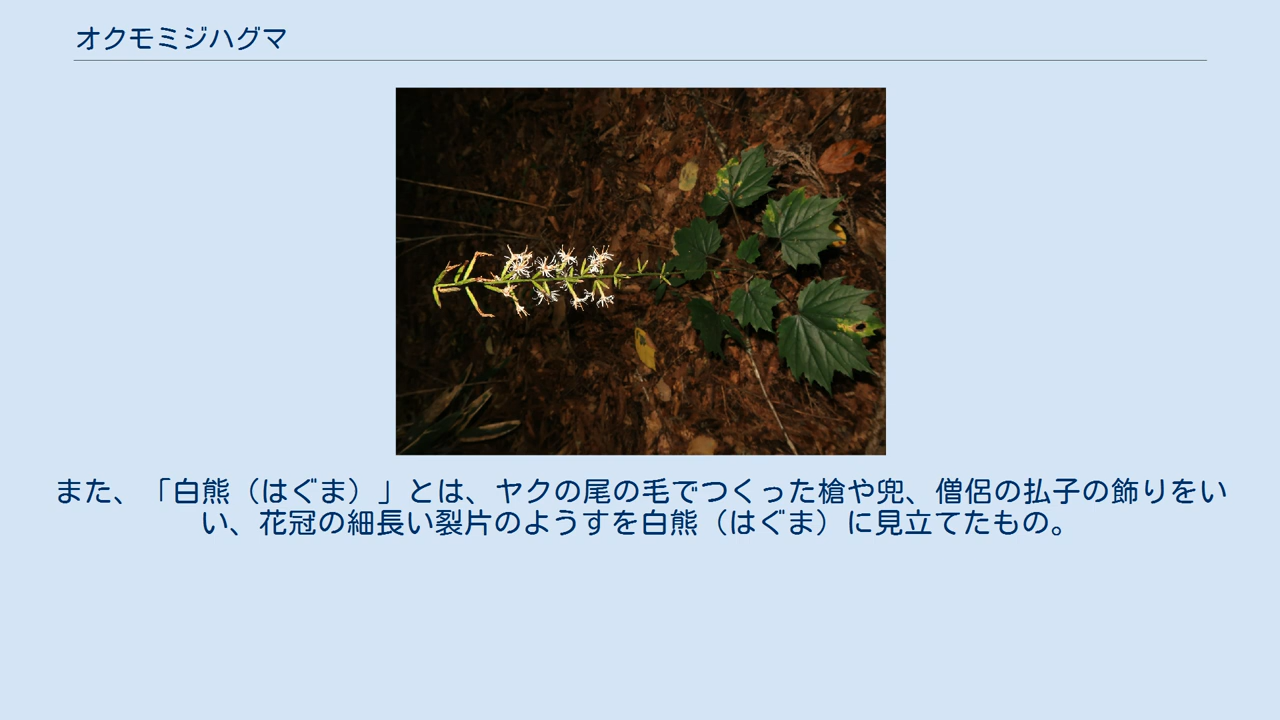 オクモミジハグマ
また、「白熊（はぐま）」とは、ヤクの尾の毛でつくった槍や兜、僧侶の払子の飾りをい
い、花冠の細長い裂片のようすを白熊（はぐま）に見立てたもの。